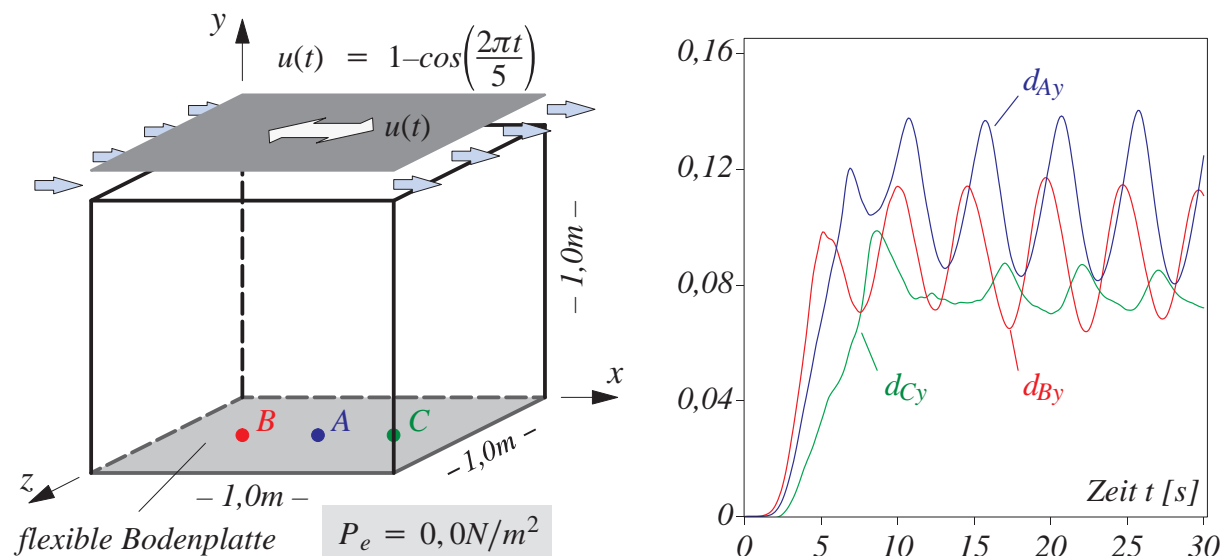 y
u(t) = 1–cos(2πt/5)
u(t)
– 1,0m –
x
B A C
–1,0m –
z
– 1,0m –
flexible Bodenplatte
P_e = 0,0N/m²
0,16
d_Ay
0,12
0,08
d_Cy
d_By
0,04
Zeit t [s]
0
0 5 10 15 20 25 30